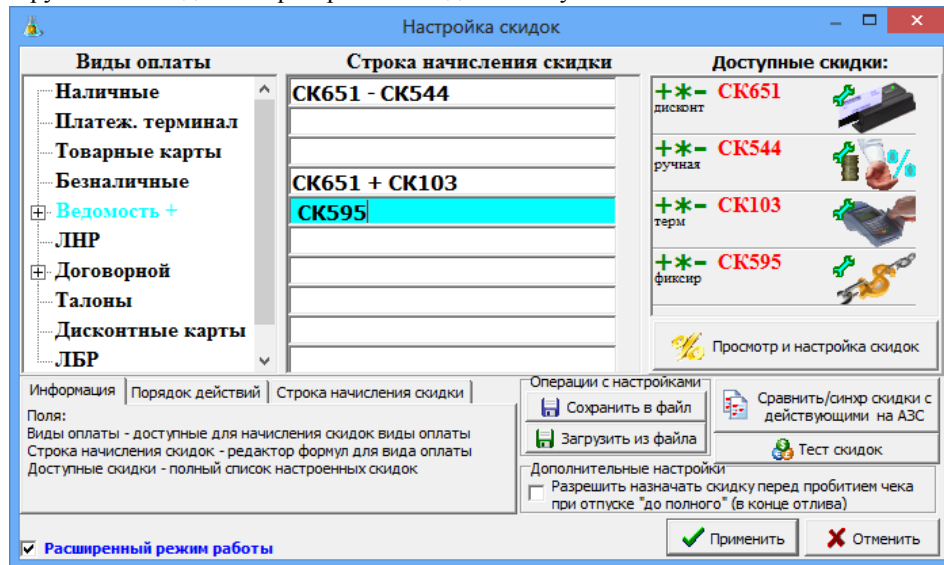 Настройка скидок
Виды оплаты
Строка начисления скидки
Доступные скидки:
Наличные
СК651 - СК544
Платеж. терминал
Товарные карты
Безналичные
СК651 + СК103
Ведомость +
СК595
ЛНР
Договорной
Талоны
Дисконтные карты
ЛБР
+*- СК651
дисконт
+*- СК544
ручная
+*- СК103
терм
+*- СК595
фиксир
Просмотр и настройка скидок
Информация
Порядок действий
Строка начисления скидки
Поля:
Виды оплаты - доступные для начисления скидок виды оплаты
Строка начисления скидок - редактор формул для вида оплаты
Доступные скидки - полный список настроенных скидок
Операции с настройками
Сохранить в файл
Загрузить из файла
Сравнить/синхр скидки с
действующими на АЗС
Тест скидок
Дополнительные настройки
Разрешить назначать скидку перед пробитием чека
при отпуске "до полного" (в конце отлива)
Расширенный режим работы
Применить
Отменить